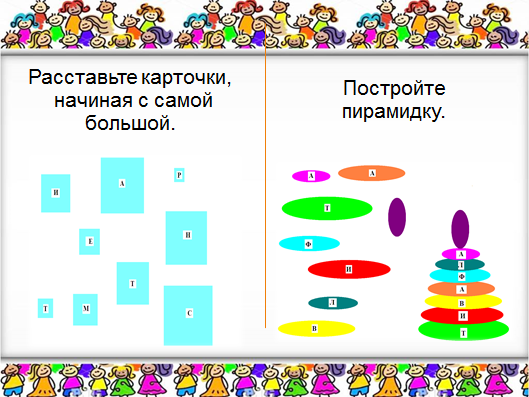 Расставьте карточки,
начиная с самой
большой.
А
Р
И
Н
Е
Т
Т
М
С
Постройте
пирамидку.
А
А
Т
Ф
И
Л
В
А
Л
Ф
А
В
И
Т